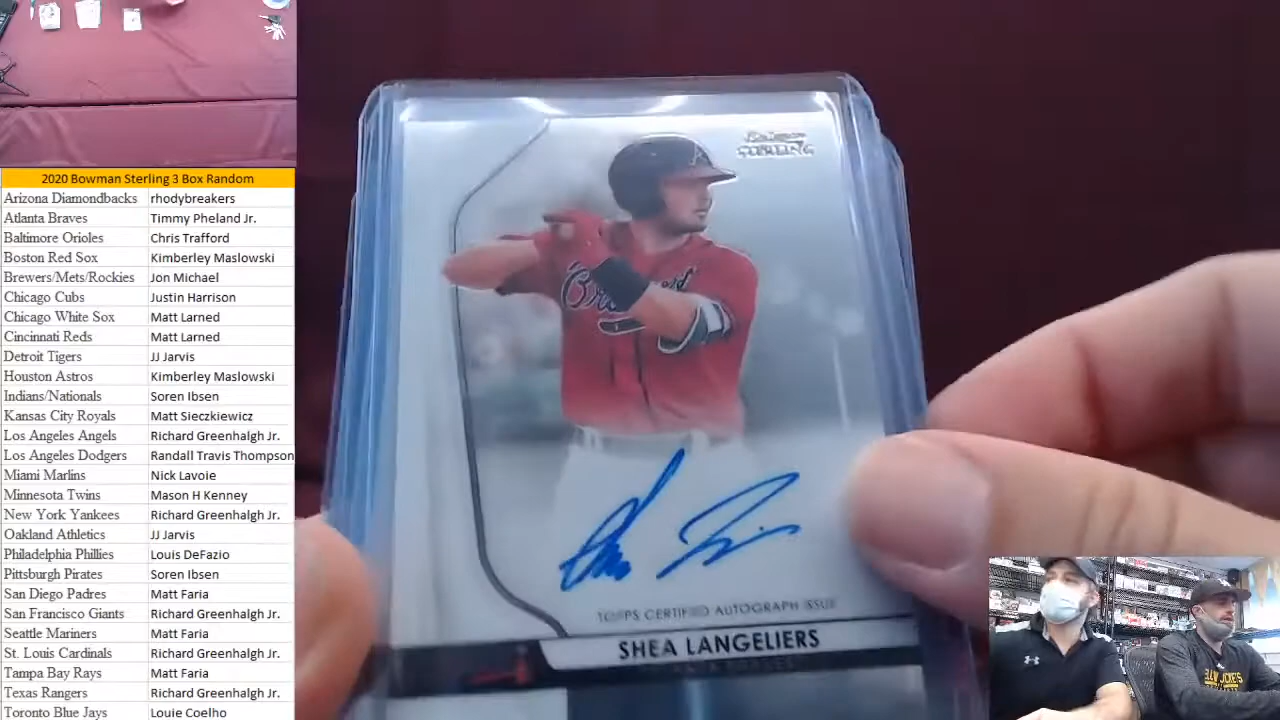 2020 Bowman Sterling 3 Box Random
Arizona Diamondbacks rhodybreakers
Atlanta Braves Timmy Pheland Jr.
Baltimore Orioles Chris Trafford
Boston Red Sox Kimberley Maslowski
Brewers/Mets/Rockies Jon Michael
Chicago Cubs Justin Harrison
Chicago White Sox Matt Larned
Cincinnati Reds Matt Larned
Detroit Tigers JJ Jarvis
Houston Astros Kimberley Maslowski
Indians/Nationals Soren Ibsen
Kansas City Royals Matt Sieczkiewicz
Los Angeles Angels Richard Greenhalgh Jr.
Los Angeles Dodgers Randall Travis Thompson
Miami Marlins Nick Lavoie
Minnesota Twins Mason H Kenney
New York Yankees Richard Greenhalgh Jr.
Oakland Athletics JJ Jarvis
Philadelphia Phillies Louis DeFazio
Pittsburgh Pirates Soren Ibsen
San Diego Padres Matt Faria
San Francisco Giants Richard Greenhalgh Jr.
Seattle Mariners Matt Faria
St. Louis Cardinals Richard Greenhalgh Jr.
Tampa Bay Rays Matt Faria
Texas Rangers Richard Greenhalgh Jr.
Toronto Blue Jays Louie Coelho
Bowman
STERLING
A
TOPPS CERTIFIED AUTOGRAPH ISSUE
SHEA LANGELIERS